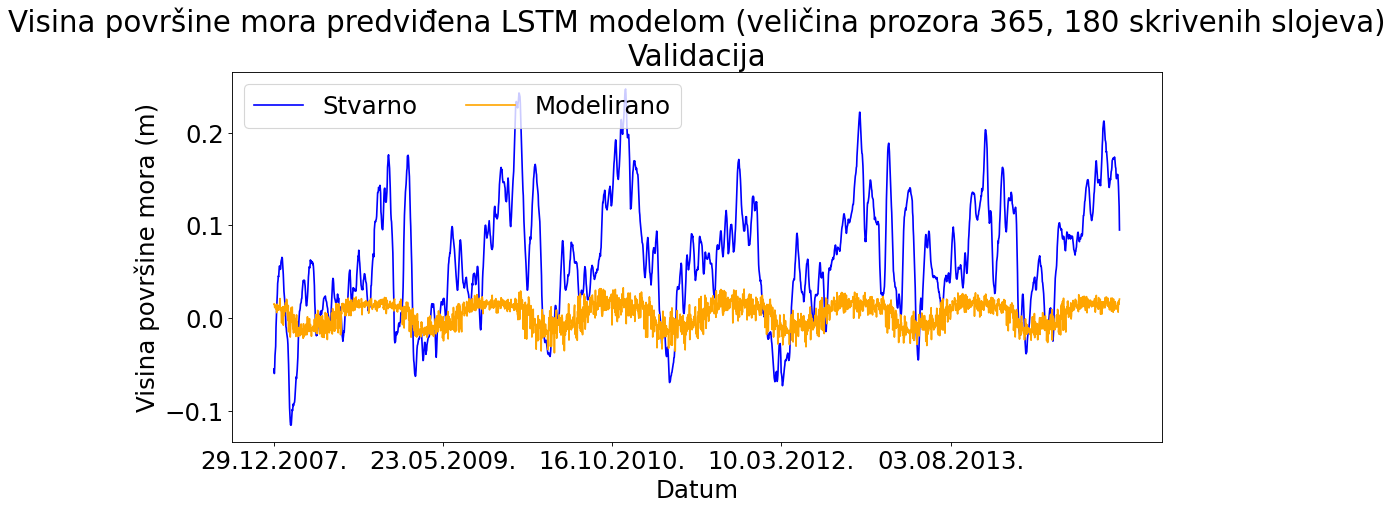 Visina površine mora predviđena LSTM modelom (veličina prozora 365, 180 skrivenih slojeva)
Validacija
Stvarno
Modelirano
Visina površine mora (m)
0.2
0.1
0.0
−0.1
29.12.2007.
23.05.2009.
16.10.2010.
10.03.2012.
03.08.2013.
Datum